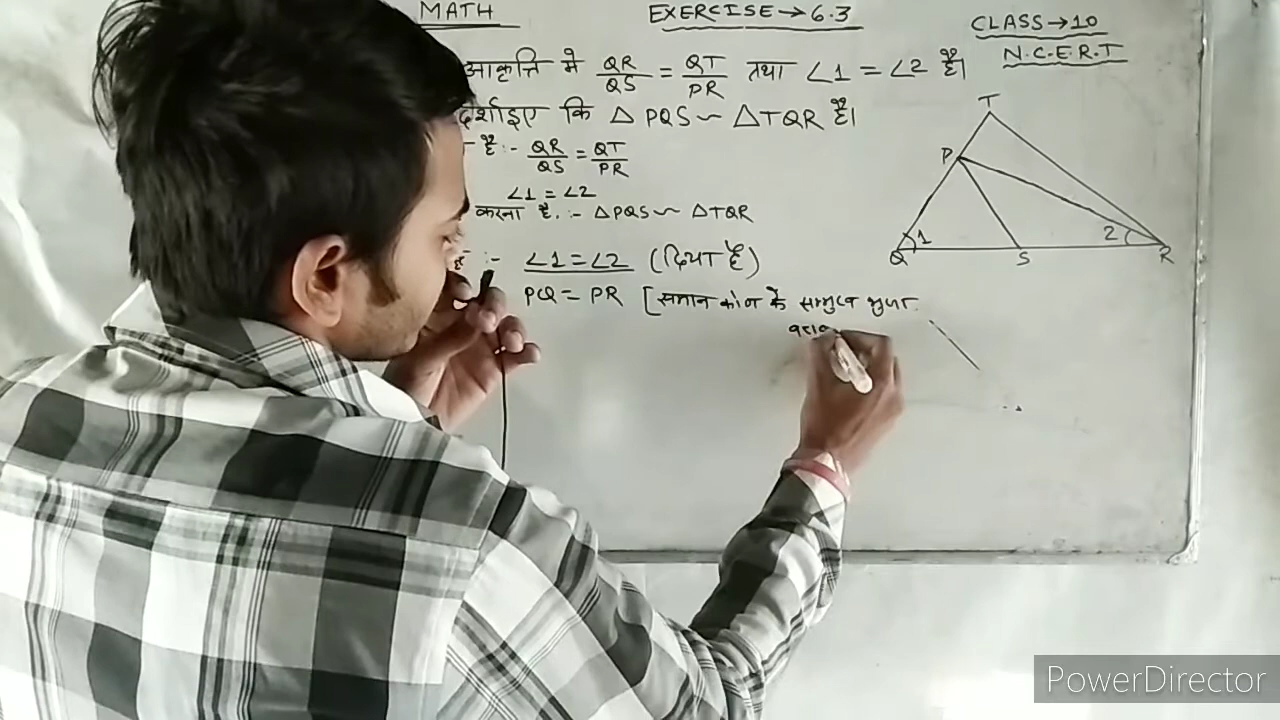 MATH
EXERCISE → 6.3
CLASS → 10
N.C.E.R.T
आकृति में QR/QS = QT/PR तथा ∠1 = ∠2 है।
दर्शाइए कि △ PQS ~ △TQR है।
है :- QR/QS = QT/PR
∠1 = ∠2
करना है :- △PQS ~ △TQR
:- ∠1 = ∠2 (दिया है)
PQ = PR [समान कोण के सम्मुख भुजा
T
P
Q 1 S 2 R
PowerDirector